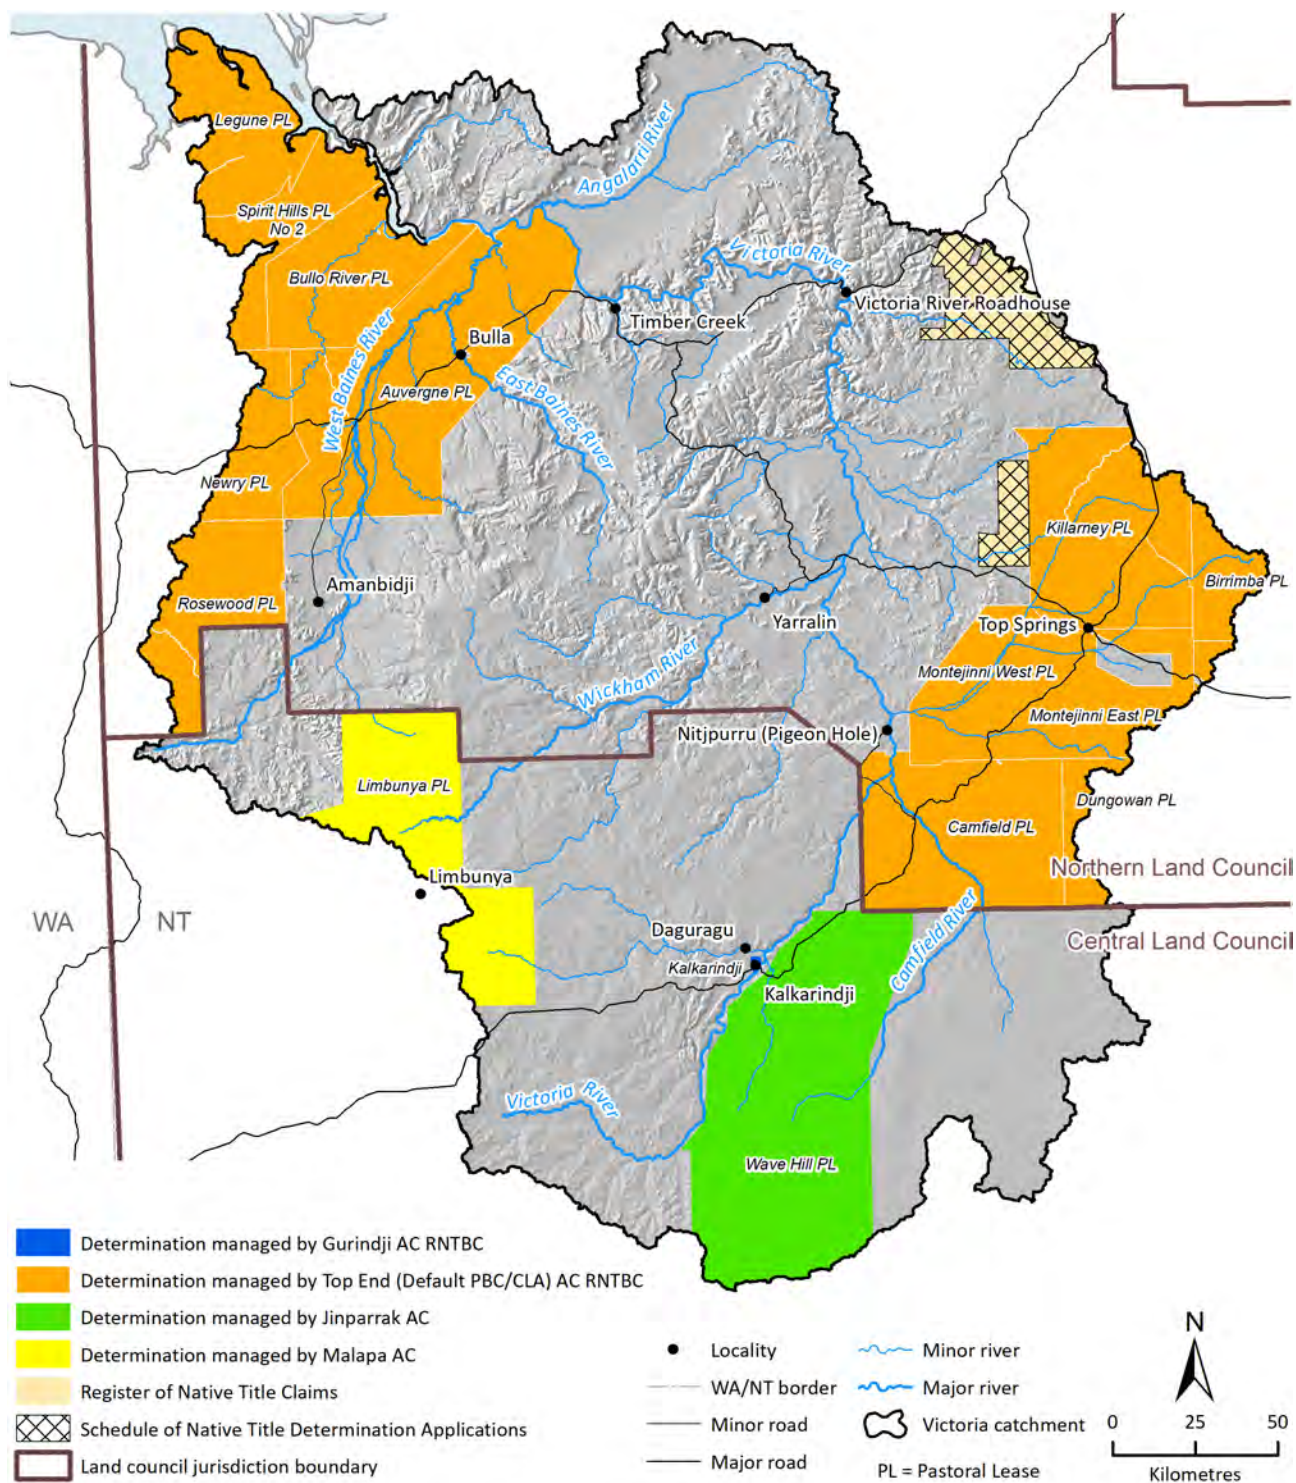 Legune PL
Spirit Hills PL
No 2
Bullo River PL
Angalarri River
Victoria River
Victoria River Roadhouse
Timber Creek
Bulla
West Baines River
Auvergne PL
East Baines River
Newry PL
Killarney PL
Birrimba PL
Amanbidji
Rosewood PL
Yarralin
Top Springs
Wickham River
Montejinni West PL
Montejinni East PL
Nitjpurru (Pigeon Hole)
Limbunya PL
Dungowan PL
Camfield PL
Northern Land Council
Limbunya
WA
NT
Daguragu
Central Land Council
Kalkarindji
Kalkarindji
Camfield River
Victoria River
Wave Hill PL
Determination managed by Gurindji AC RNTBC
Determination managed by Top End (Default PBC/CLA) AC RNTBC
Determination managed by Jinparrak AC
Determination managed by Malapa AC
Register of Native Title Claims
Schedule of Native Title Determination Applications
Land council jurisdiction boundary
Locality
WA/NT border
Minor road
Major road
Minor river
Major river
Victoria catchment
PL = Pastoral Lease
N
0 25 50
Kilometres